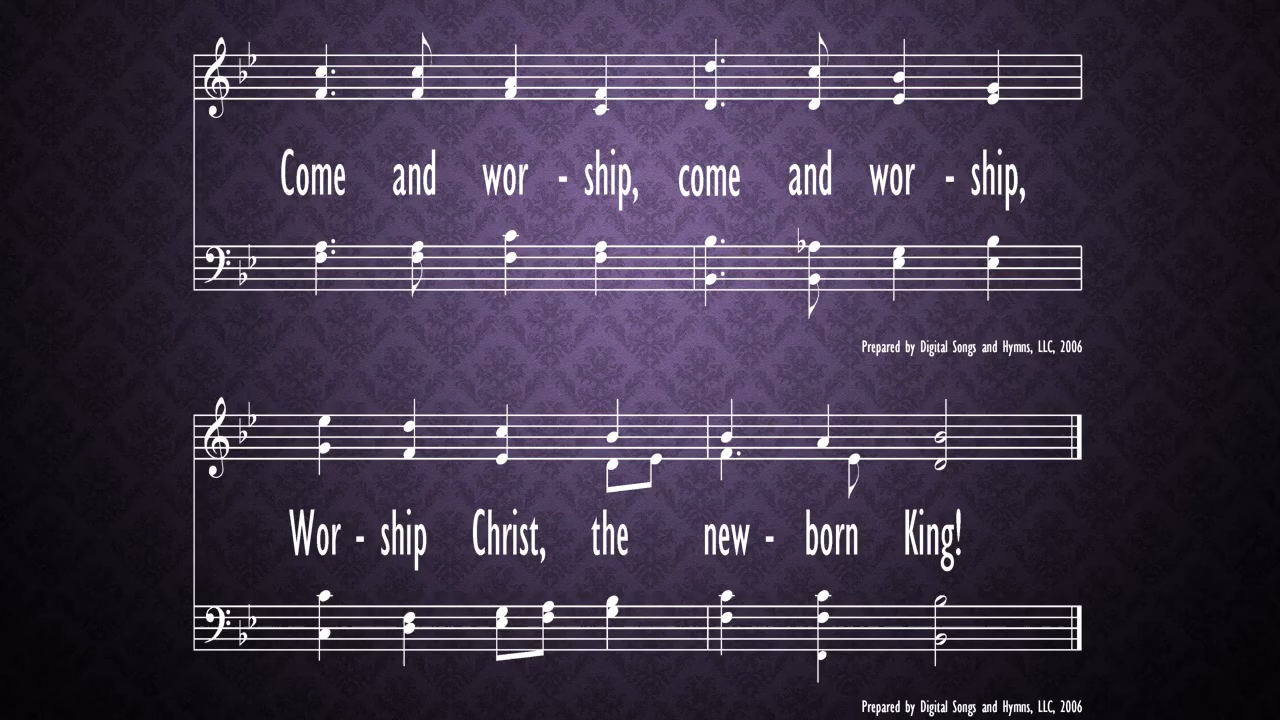 Come and wor - ship, come and wor - ship,
Prepared by Digital Songs and Hymns, LLC, 2006
Wor - ship Christ, the new - born King!
Prepared by Digital Songs and Hymns, LLC, 2006